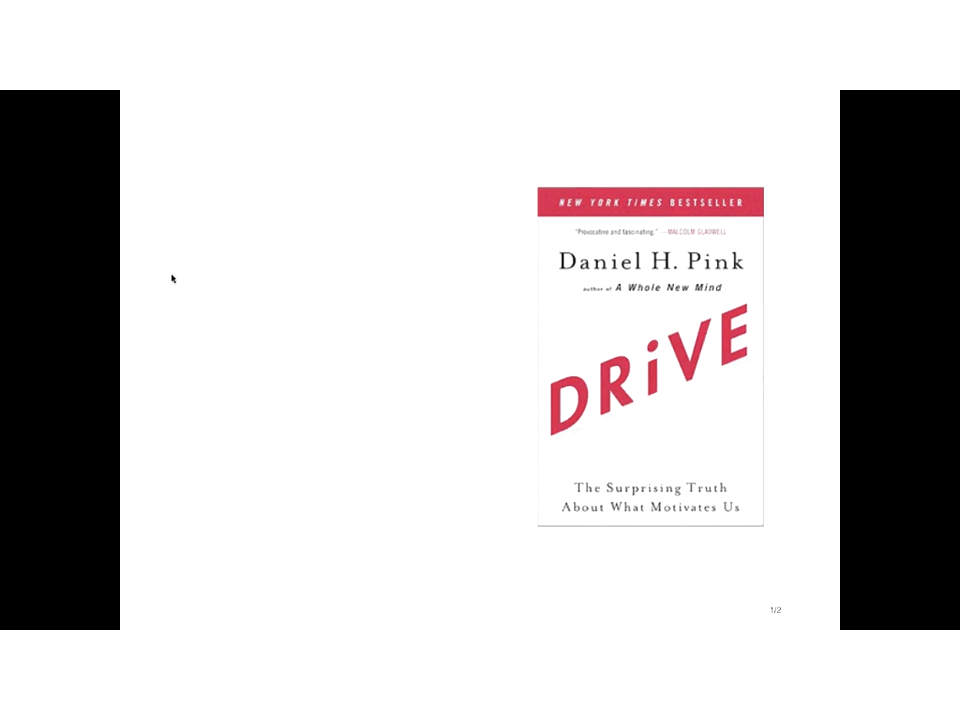 NEW YORK TIMES BESTSELLER
"Provocative and fascinating." —MALCOLM GLADWELL
Daniel H. Pink
author of A Whole New Mind
DRiVE
The Surprising Truth
About What Motivates Us
1/2